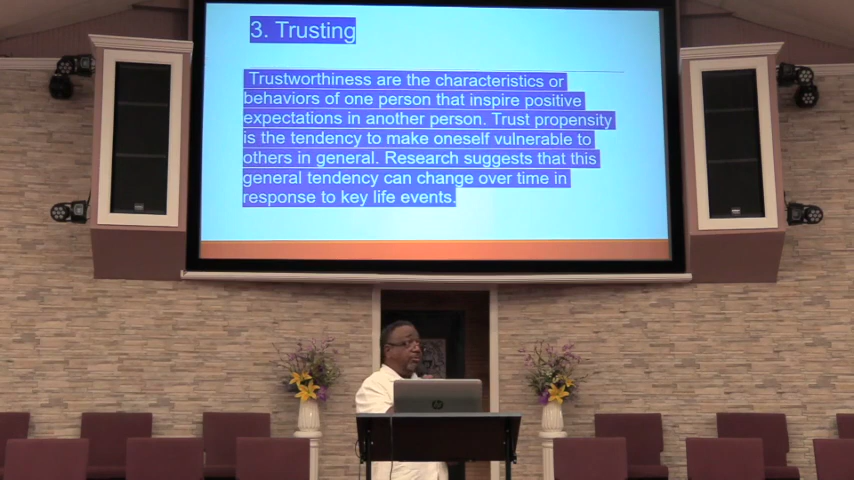 3. Trusting
Trustworthiness are the characteristics or
behaviors of one person that inspire positive
expectations in another person. Trust propensity
is the tendency to make oneself vulnerable to
others in general. Research suggests that this
general tendency can change over time in
response to key life events.
hp